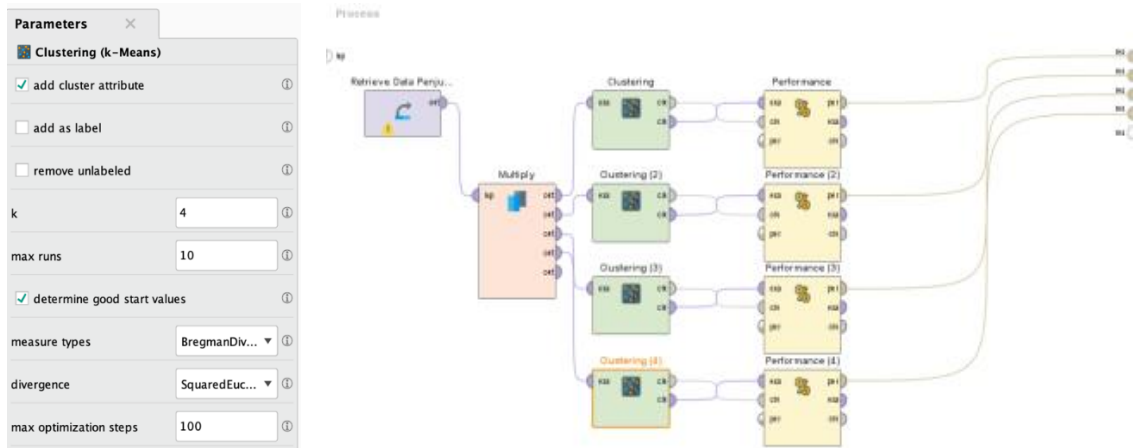 Parameters
Clustering (k-Means)
add cluster attribute
add as label
remove unlabeled
k 4
max runs 10
determine good start values
measure types BregmanDiv...
divergence SquaredEuc...
max optimization steps 100
Process
inp
Retrieve Data Penju...
out
Multiply
inp out
out
out
out
out
Clustering
exa clu
clu
Performance
exa per
clu exa
per clu
Clustering (2)
exa clu
clu
Performance (2)
exa per
clu exa
per clu
Clustering (3)
exa clu
clu
Performance (3)
exa per
clu exa
per clu
Clustering (4)
exa clu
clu
Performance (4)
exa per
clu exa
per clu
res
res
res
res
res